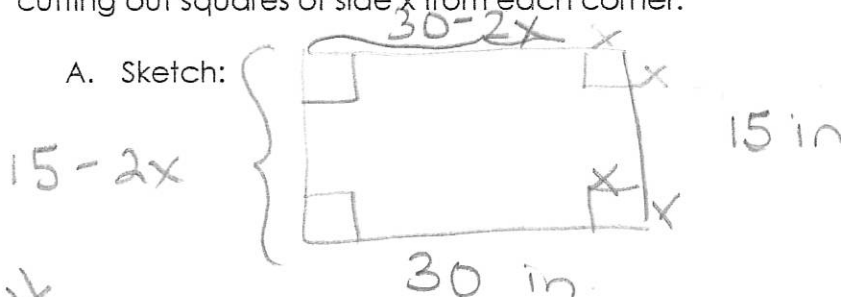 cutting out squares of side x from each corner.
30-2x
A. Sketch:
x
x
15 in
15-2x
x
x
30 in.